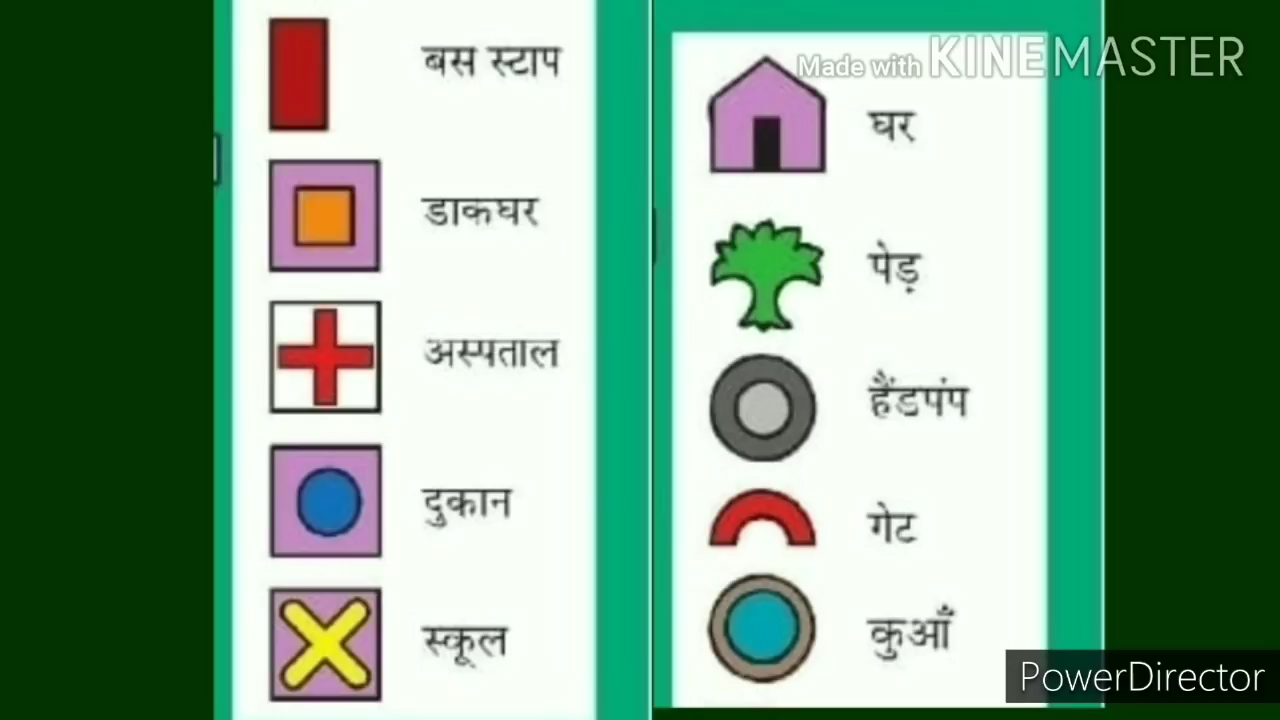 बस स्टाप
डाकघर
अस्पताल
दुकान
स्कूल
Made with KINEMASTER
घर
पेड़
हैंडपंप
गेट
कुआँ
PowerDirector